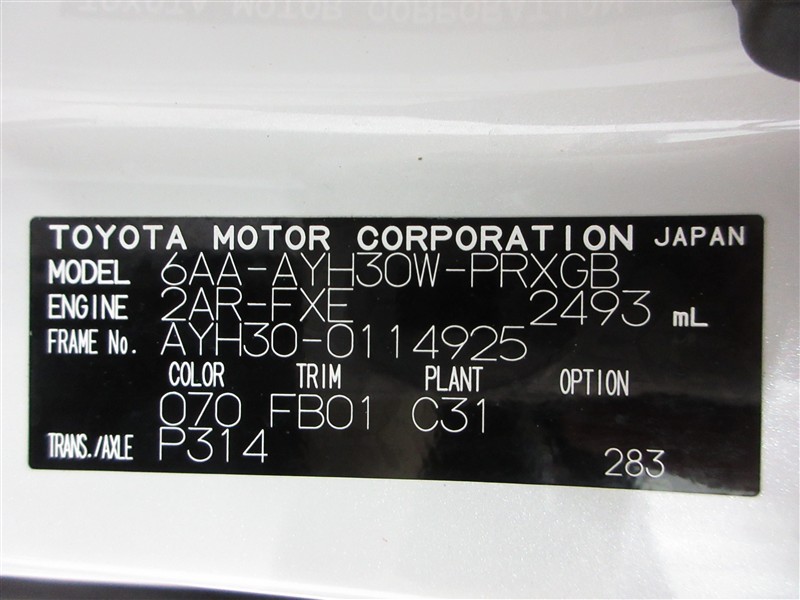 TOYOTA MOTOR CORPORATION JAPAN
MODEL 6AA-AYH30W-PRXGB
ENGINE 2AR-FXE 2493 mL
FRAME No. AYH30-0114925
COLOR TRIM PLANT OPTION
070 FB01 C31
TRANS./AXLE P314 283